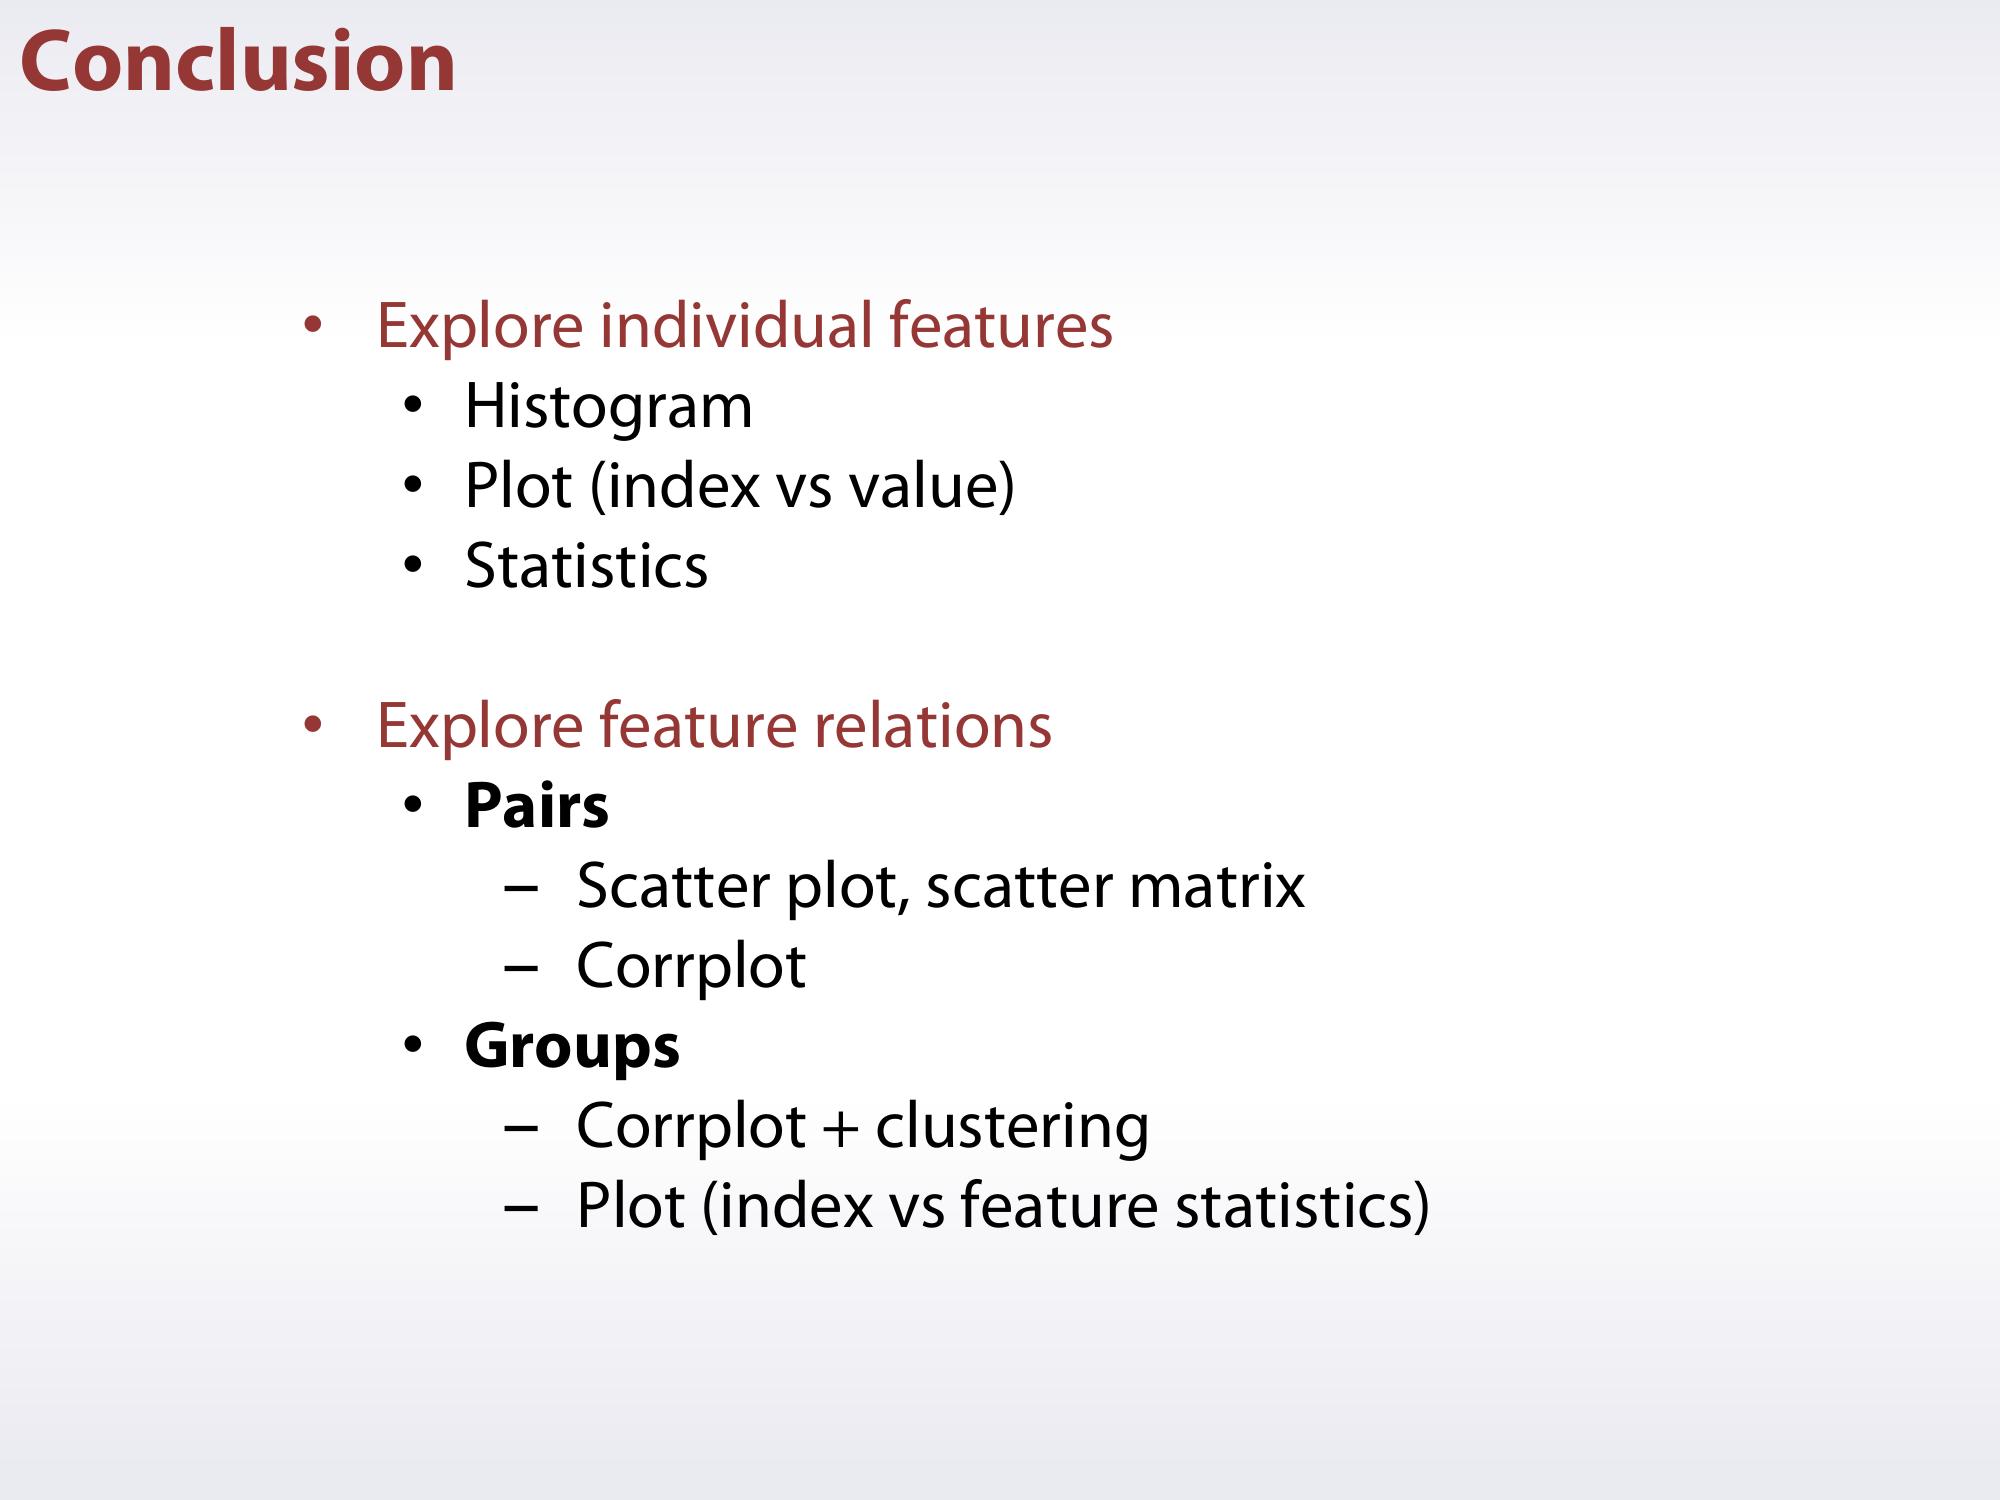 Conclusion
• Explore individual features
• Histogram
• Plot (index vs value)
• Statistics
• Explore feature relations
• Pairs
– Scatter plot, scatter matrix
– Corrplot
• Groups
– Corrplot + clustering
– Plot (index vs feature statistics)